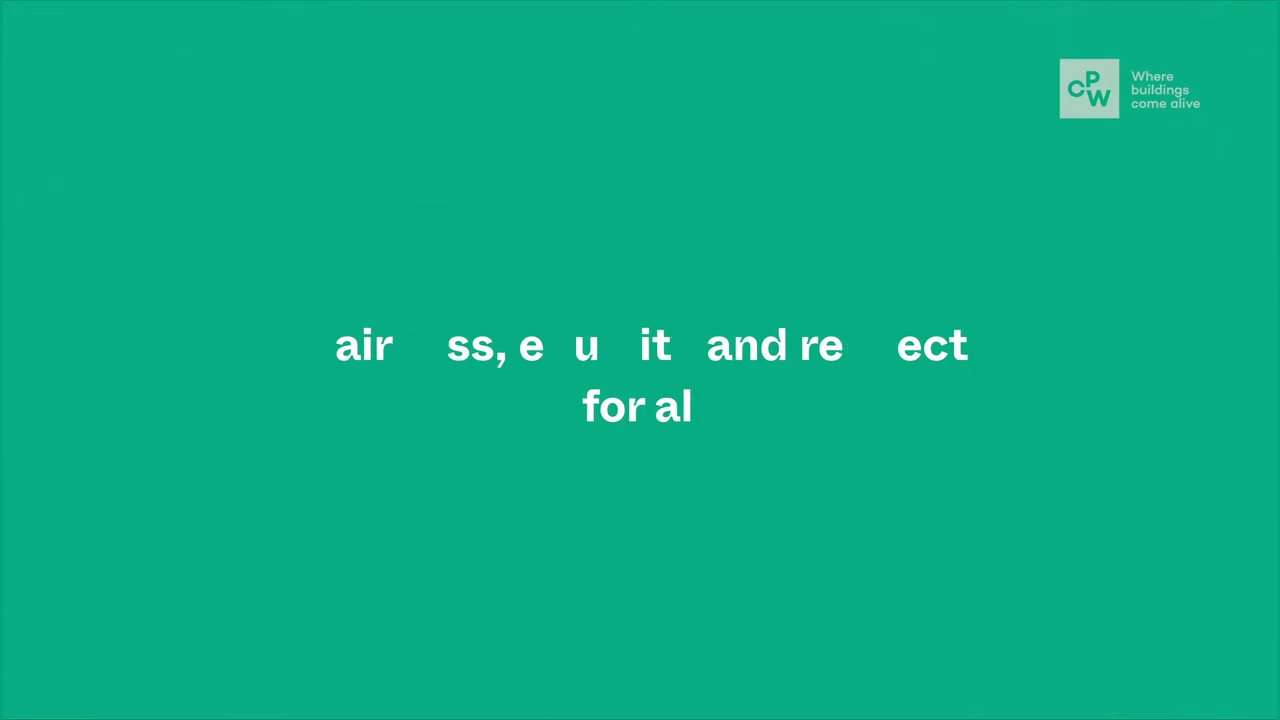 CPW
Where
buildings
come alive
air ss, e u it and re ect
for al